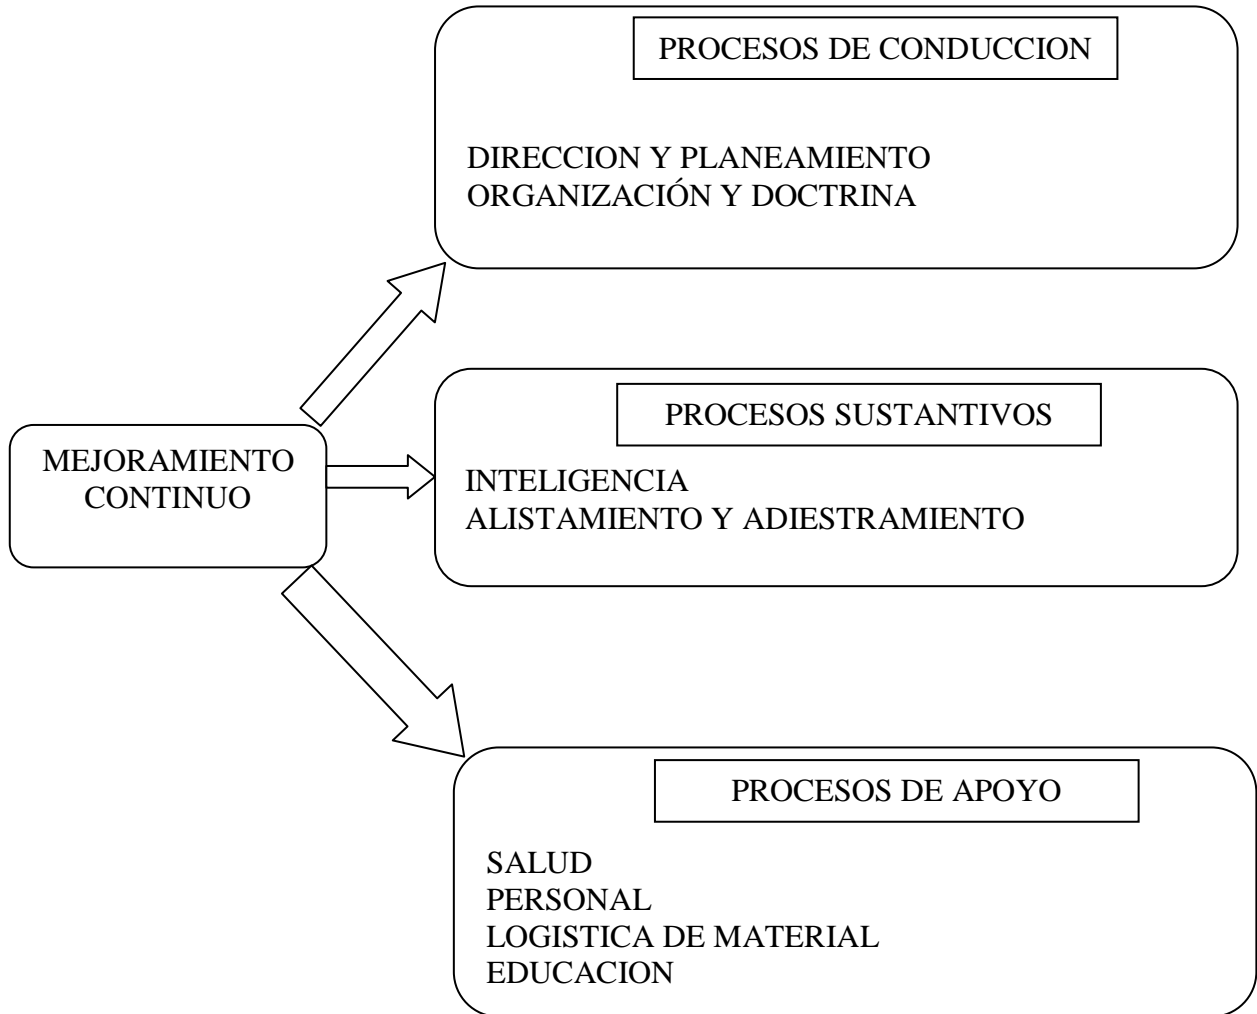 PROCESOS DE CONDUCCION
DIRECCION Y PLANEAMIENTO
ORGANIZACIÓN Y DOCTRINA
MEJORAMIENTO
CONTINUO
PROCESOS SUSTANTIVOS
INTELIGENCIA
ALISTAMIENTO Y ADIESTRAMIENTO
PROCESOS DE APOYO
SALUD
PERSONAL
LOGISTICA DE MATERIAL
EDUCACION